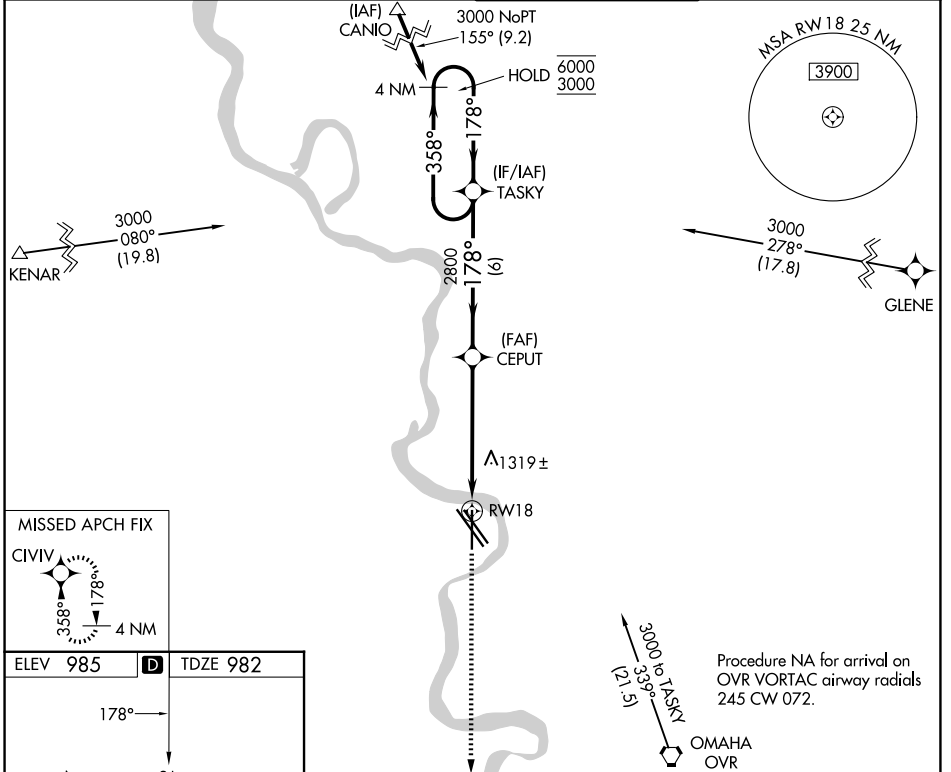 (IAF)
CANIO
3000 NoPT
155° (9.2)
HOLD
6000
3000
4 NM
358°
178°
(IF/IAF)
TASKY
MSA RW18 25 NM
3900
3000
080°
(19.8)
KENAR
3000
278°
(17.8)
GLENE
2800
178°
(6)
(FAF)
CEPUT
1319±
RW18
MISSED APCH FIX
CIVIV
358°
178°
4 NM
ELEV 985
D
TDZE 982
178°
3000 to TASKY
339°
(21.5)
OMAHA
OVR
Procedure NA for arrival on
OVR VORTAC airway radials
245 CW 072.